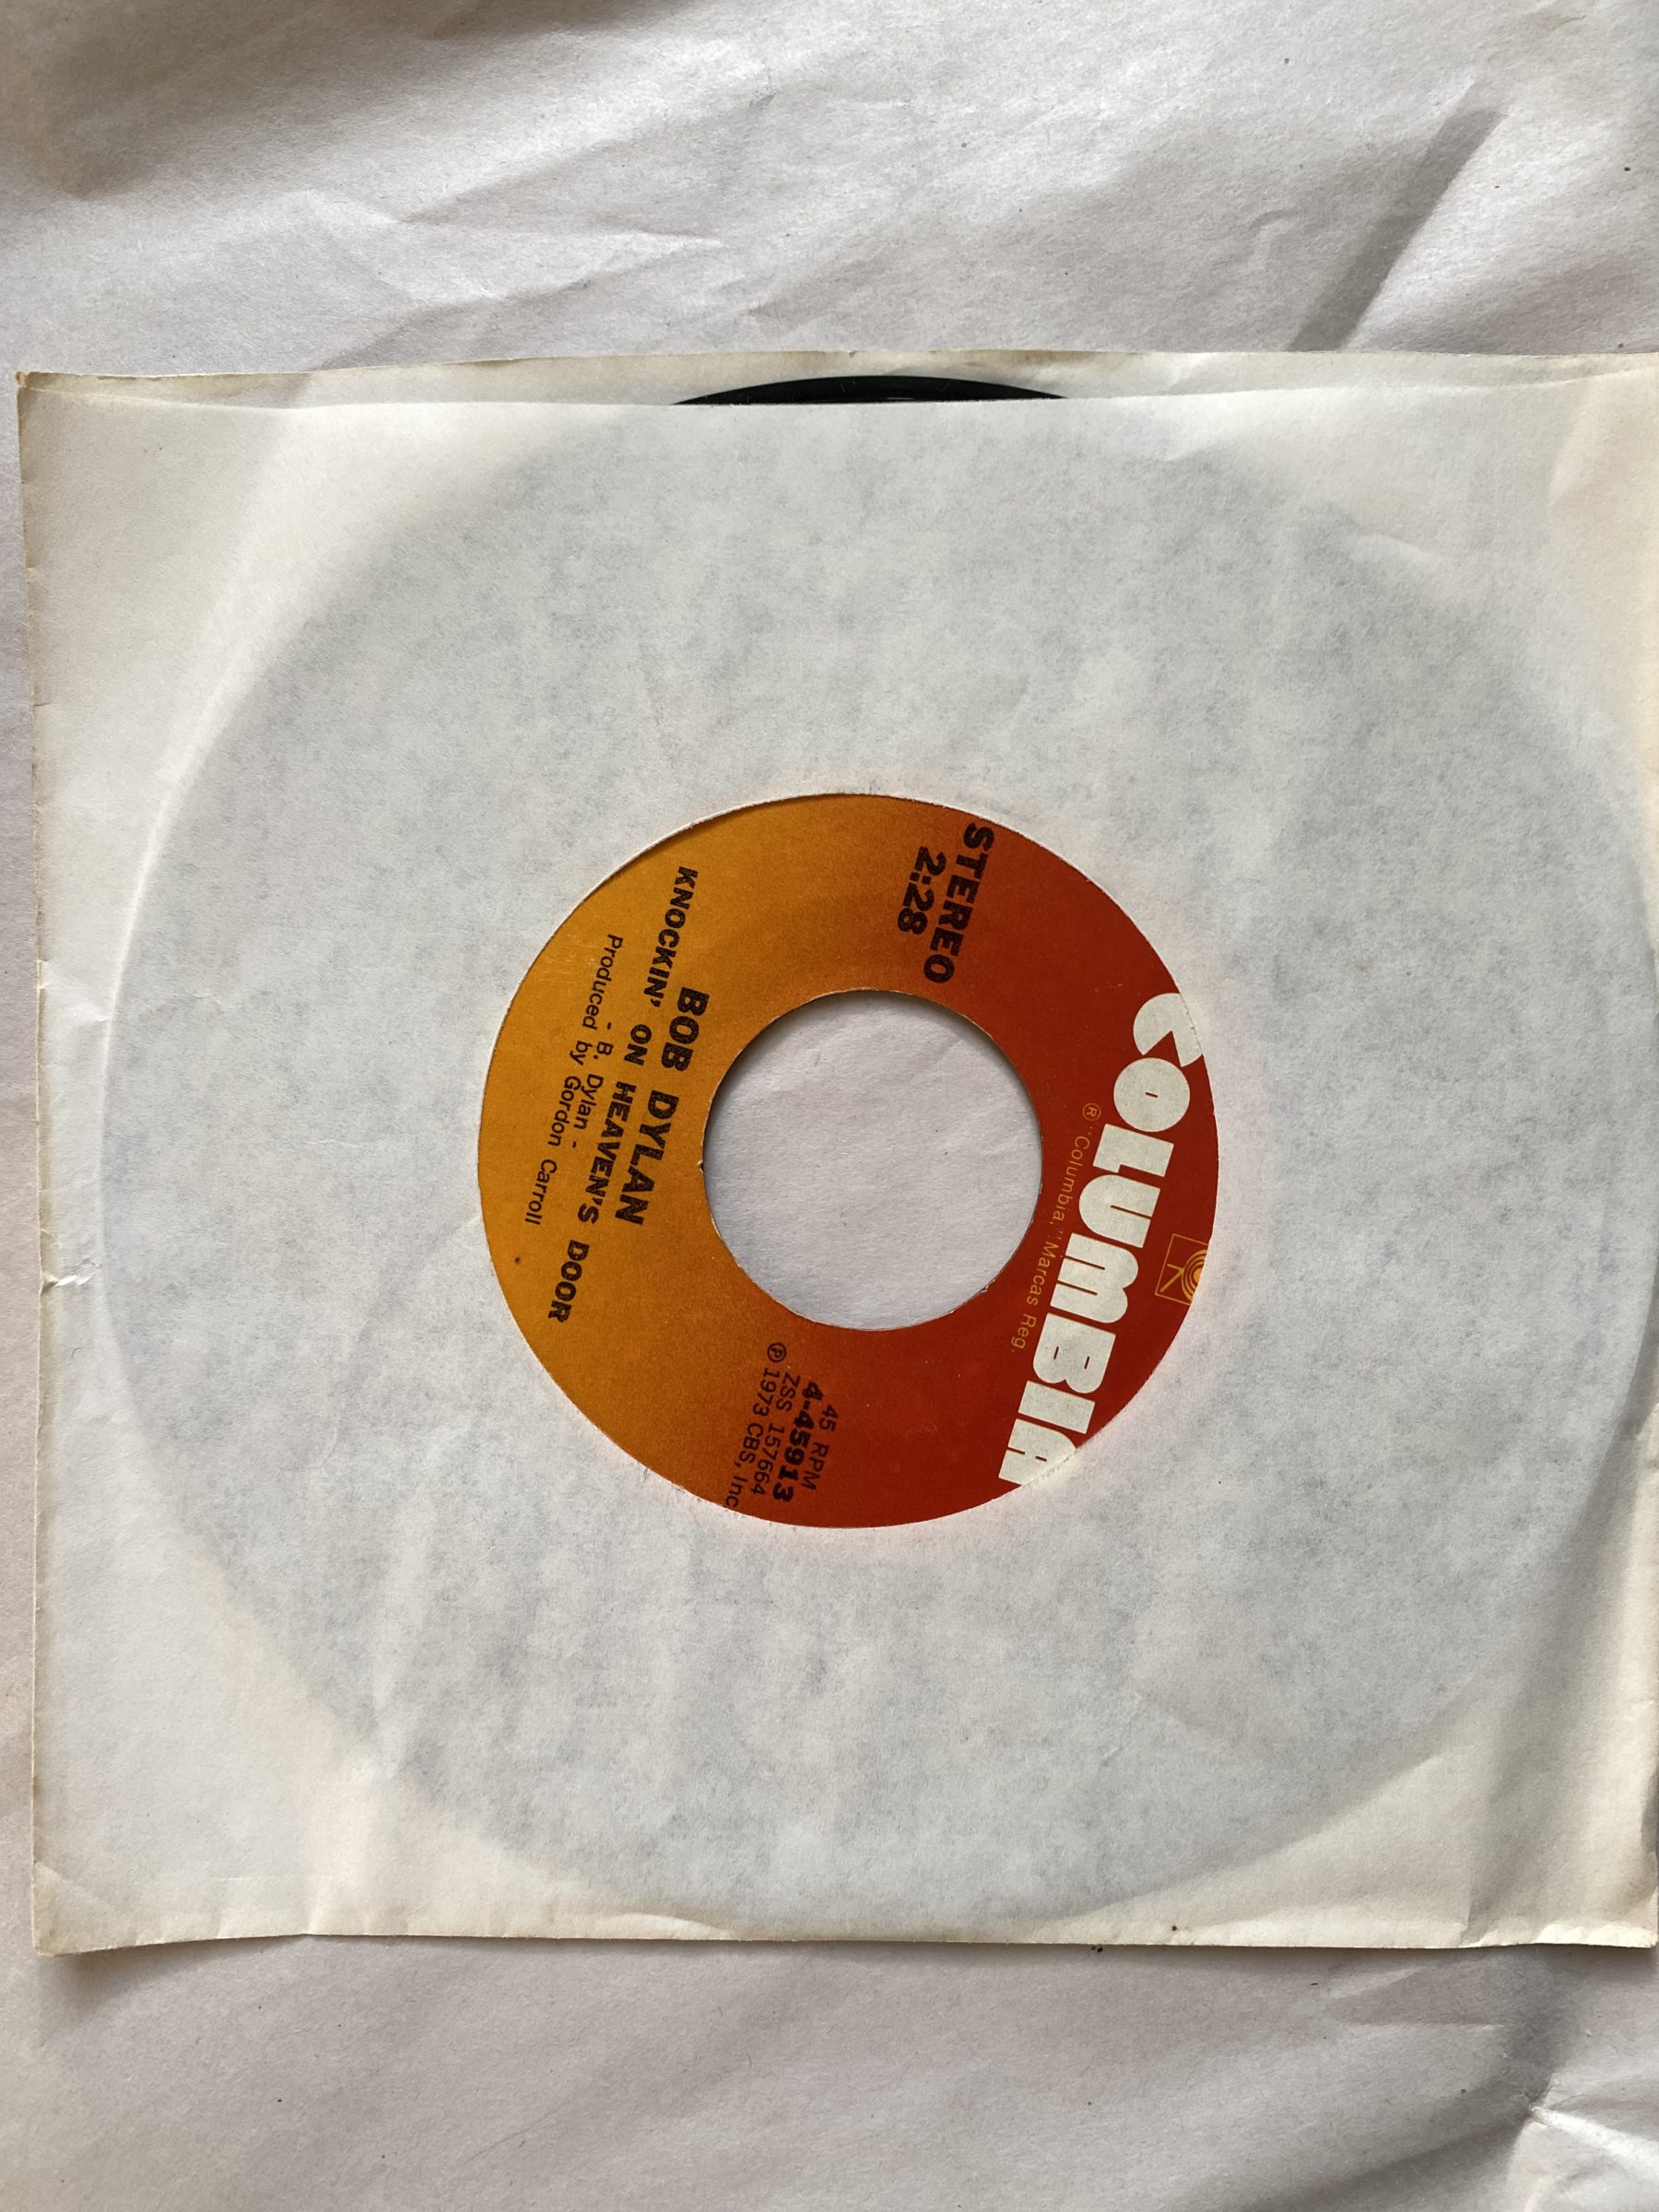 COLUMBIA
® "Columbia," Marcas Reg.
STEREO
2:28
45 RPM
4-45913
ZSS 157664
℗ 1973 CBS, Inc
BOB DYLAN
KNOCKIN' ON HEAVEN'S DOOR
- B. Dylan -
Produced by Gordon Carroll